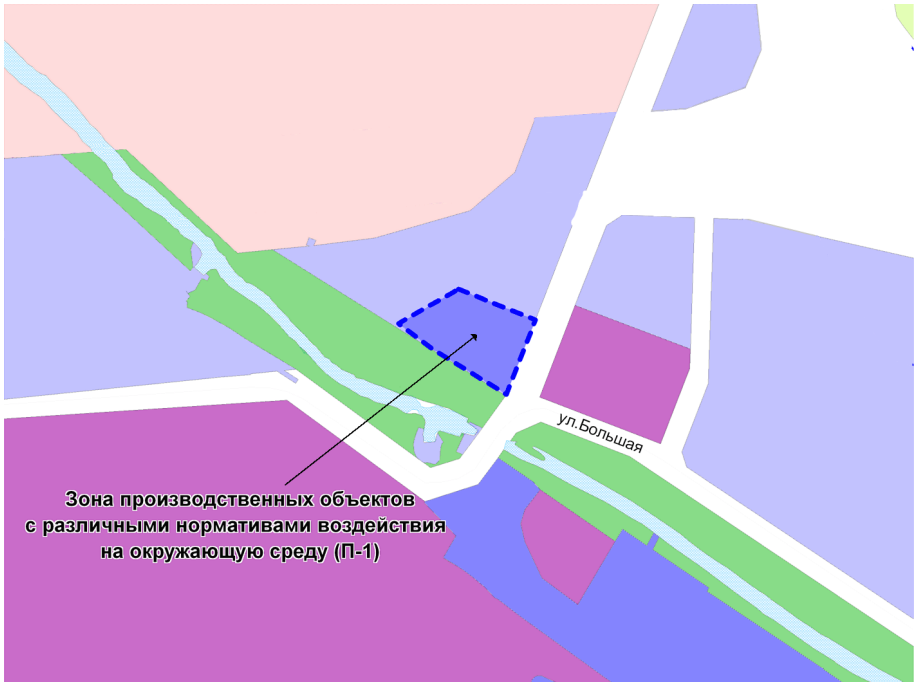 ул.Большая
Зона производственных объектов
с различными нормативами воздействия
на окружающую среду (П-1)